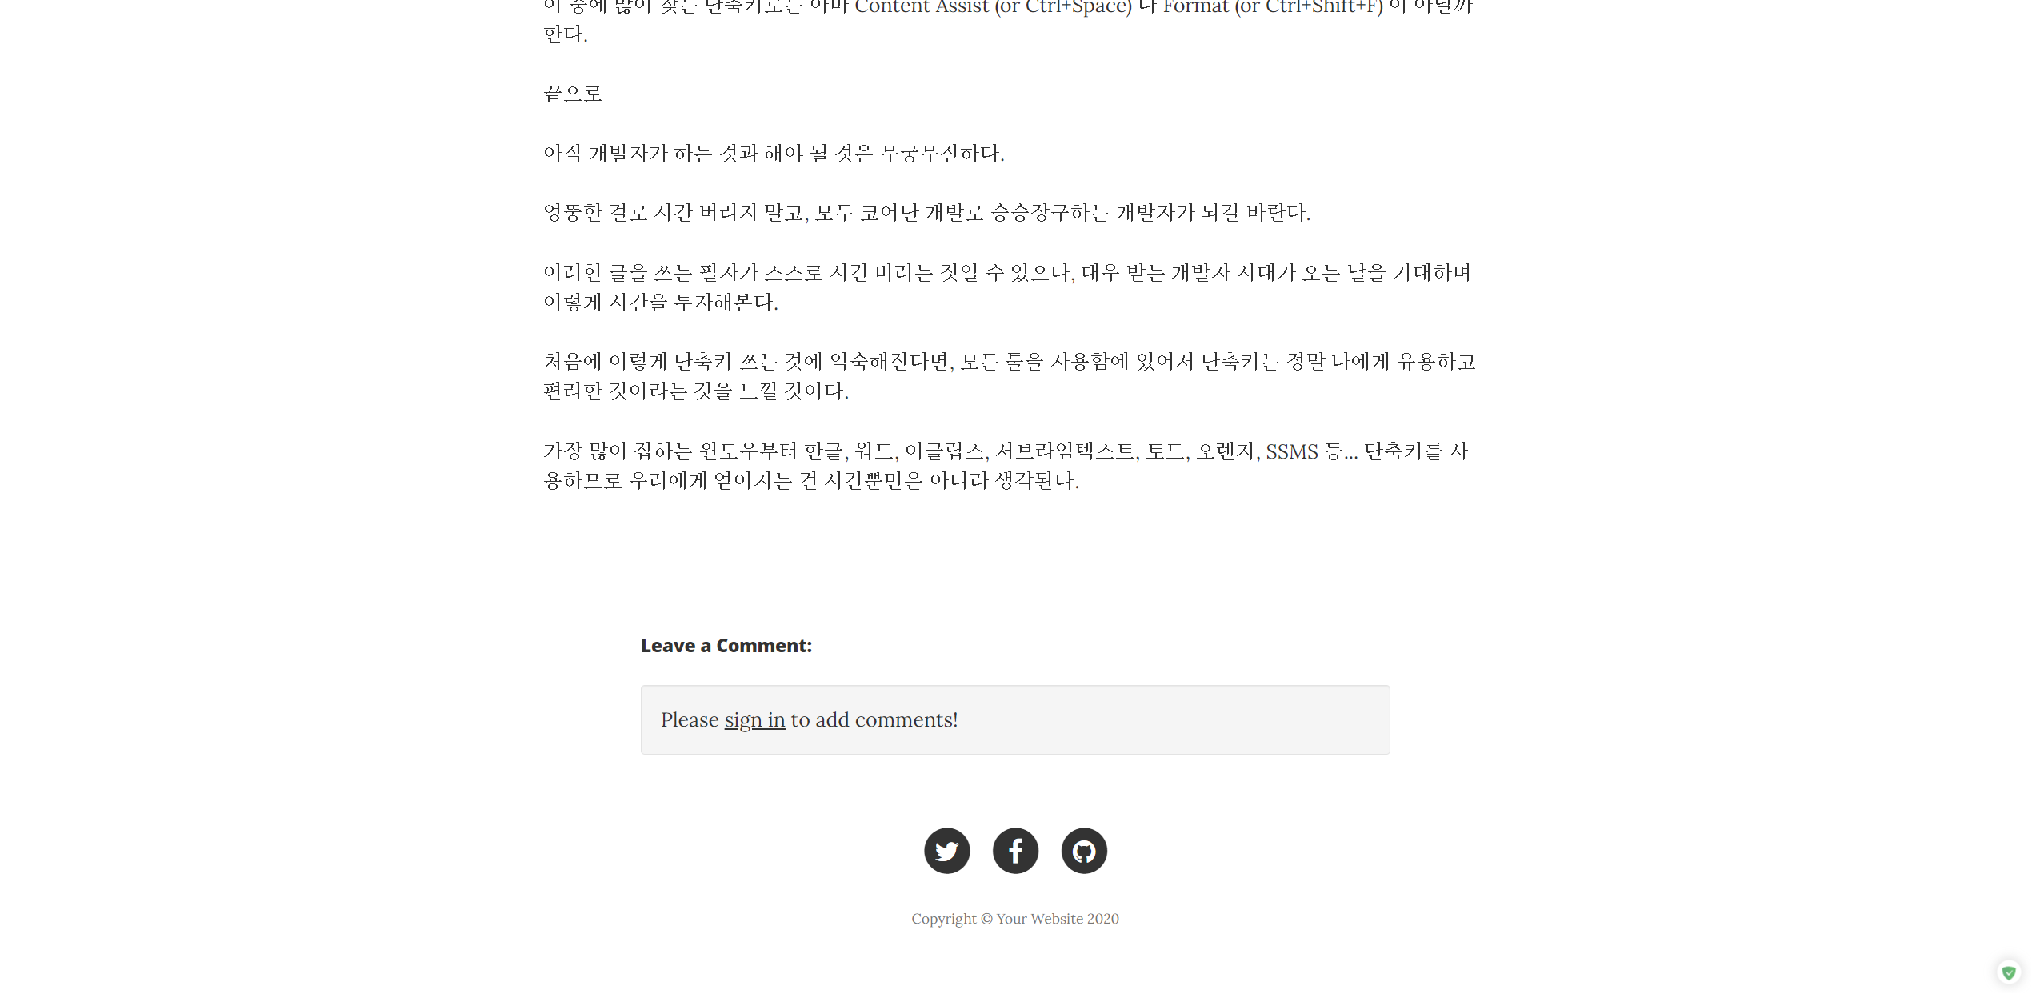 이 중에 많이 찾는 단축키로는 아마 Content Assist (or Ctrl+Space) 나 Format (or Ctrl+Shift+F) 이 아닐까
한다.
끝으로
아직 개발자가 하는 것과 해야 될 것은 무궁무진하다.
엉뚱한 걸로 시간 버리지 말고, 모두 코어난 개발로 승승장구하는 개발자가 되길 바란다.
이러한 글을 쓰는 필자가 스스로 시간 버리는 짓일 수 있으나, 대우 받는 개발자 시대가 오는 날을 기대하며
이렇게 시간을 투자해본다.
처음에 이렇게 단축키 쓰는 것에 익숙해진다면, 모든 툴을 사용함에 있어서 단축키는 정말 나에게 유용하고
편리한 것이라는 것을 느낄 것이다.
가장 많이 접하는 윈도우부터 한글, 워드, 이클립스, 서브라임텍스트, 토드, 오렌지, SSMS 등... 단축키를 사
용하므로 우리에게 얻어지는 건 시간뿐만은 아니라 생각된다.
Leave a Comment:
Please sign in to add comments!
Copyright © Your Website 2020